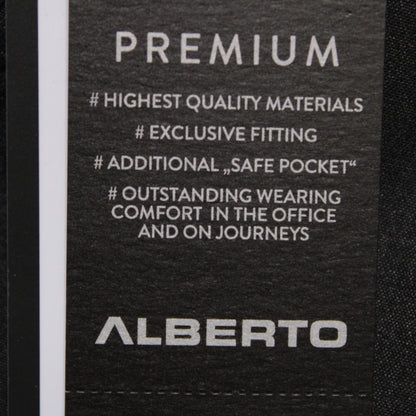 PREMIUM
# HIGHEST QUALITY MATERIALS
# EXCLUSIVE FITTING
# ADDITIONAL „SAFE POCKET“
# OUTSTANDING WEARING
COMFORT IN THE OFFICE
AND ON JOURNEYS
ALBERTO